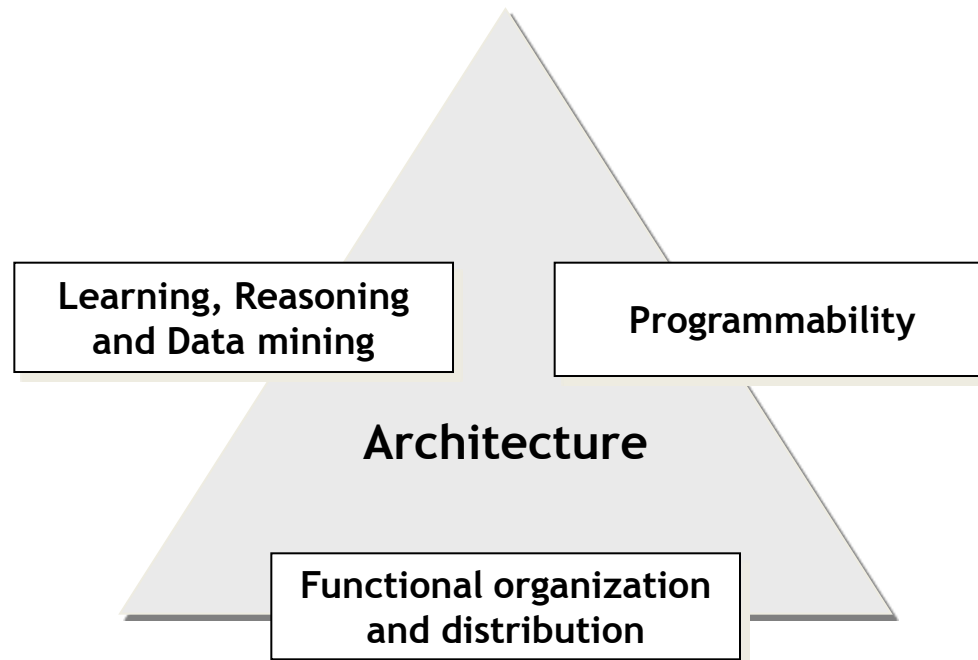 Learning, Reasoning
and Data mining
Programmability
Architecture
Functional organization
and distribution